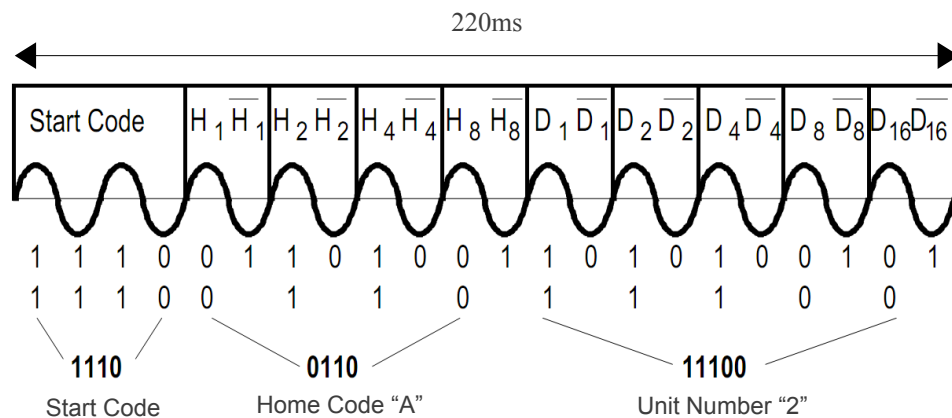 220ms
Start Code H₁ H̅₁ H₂ H̅₂ H₄ H̅₄ H₈ H̅₈ D₁ D̅₁ D₂ D̅₂ D₄ D̅₄ D₈ D̅₈ D₁₆ D̅₁₆
1 1 1 0 0 1 1 0 1 0 0 1 1 0 1 0 1 0 0 1 0 1
1 1 1 0 0 1 1 0 1 1 1 0 0
1110 0110 11100
Start Code Home Code “A” Unit Number “2”